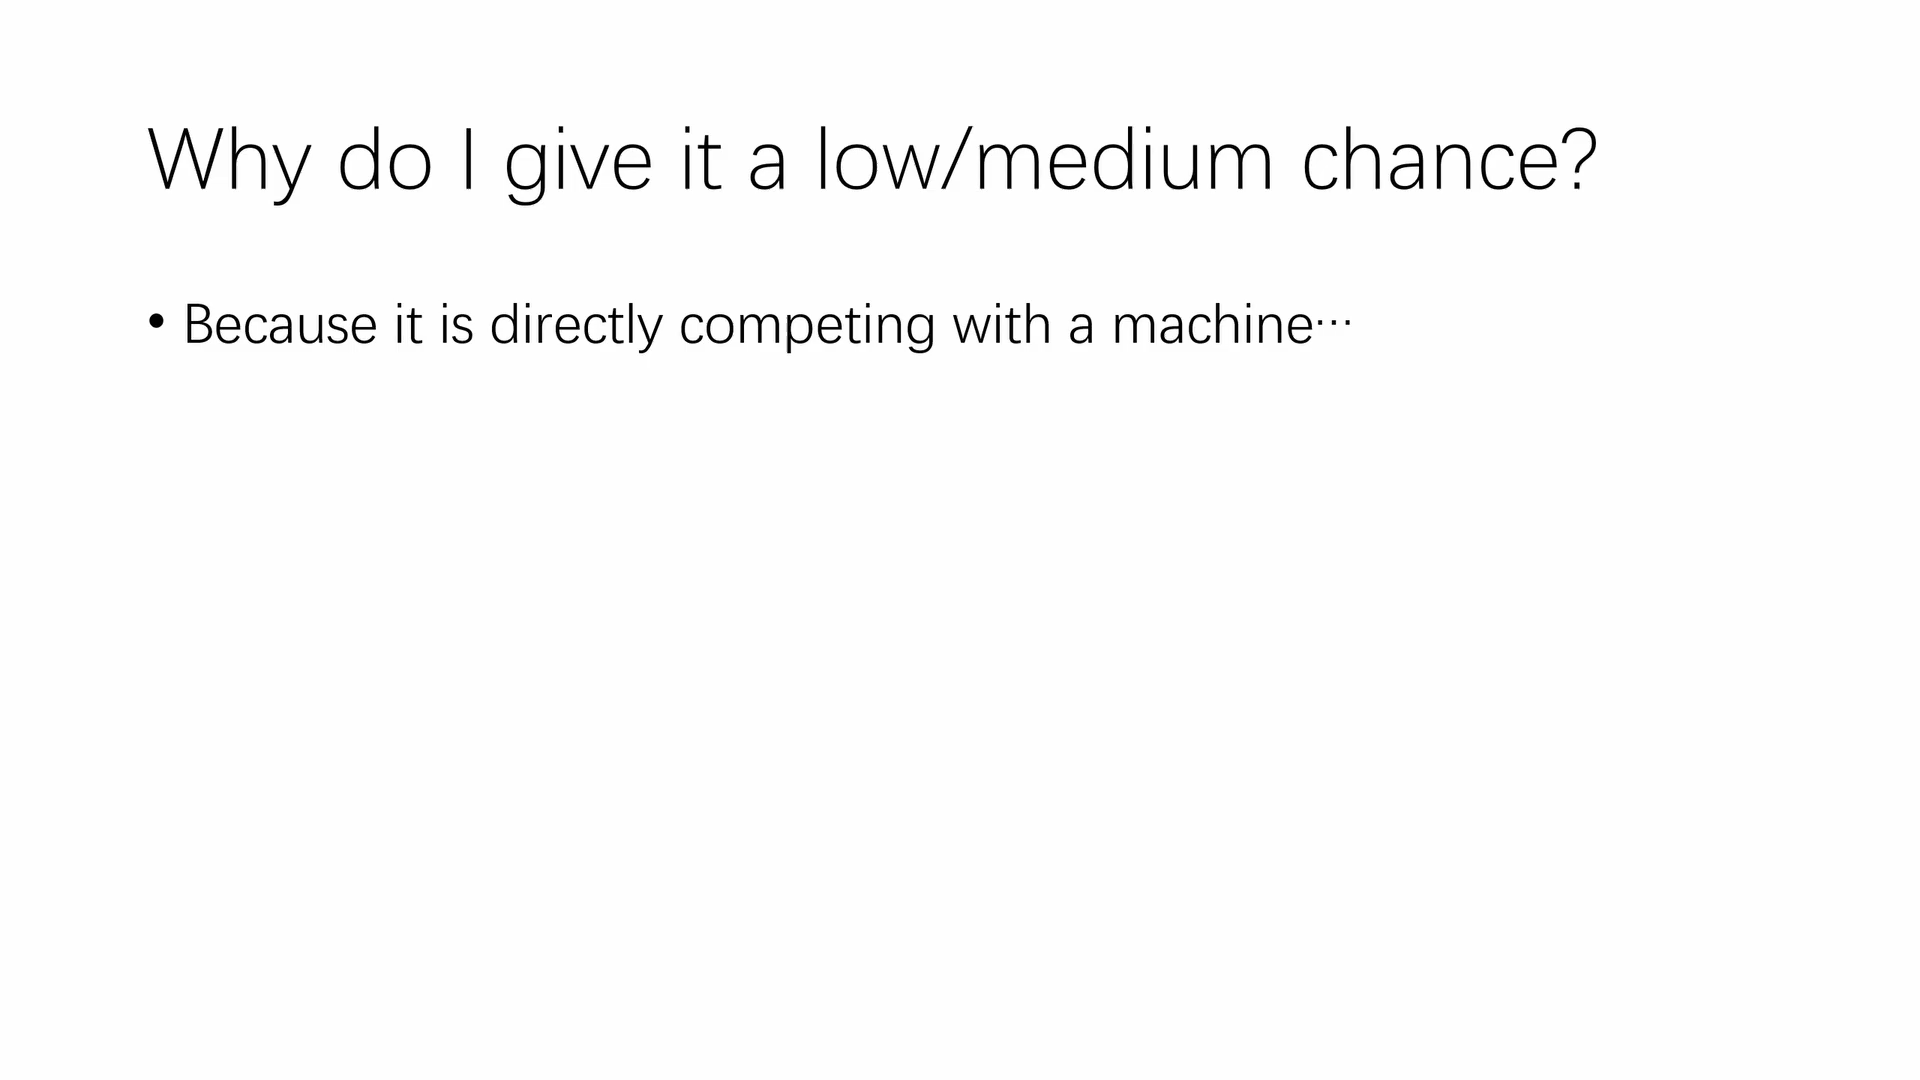 Why do I give it a low/medium chance?
• Because it is directly competing with a machine⋯